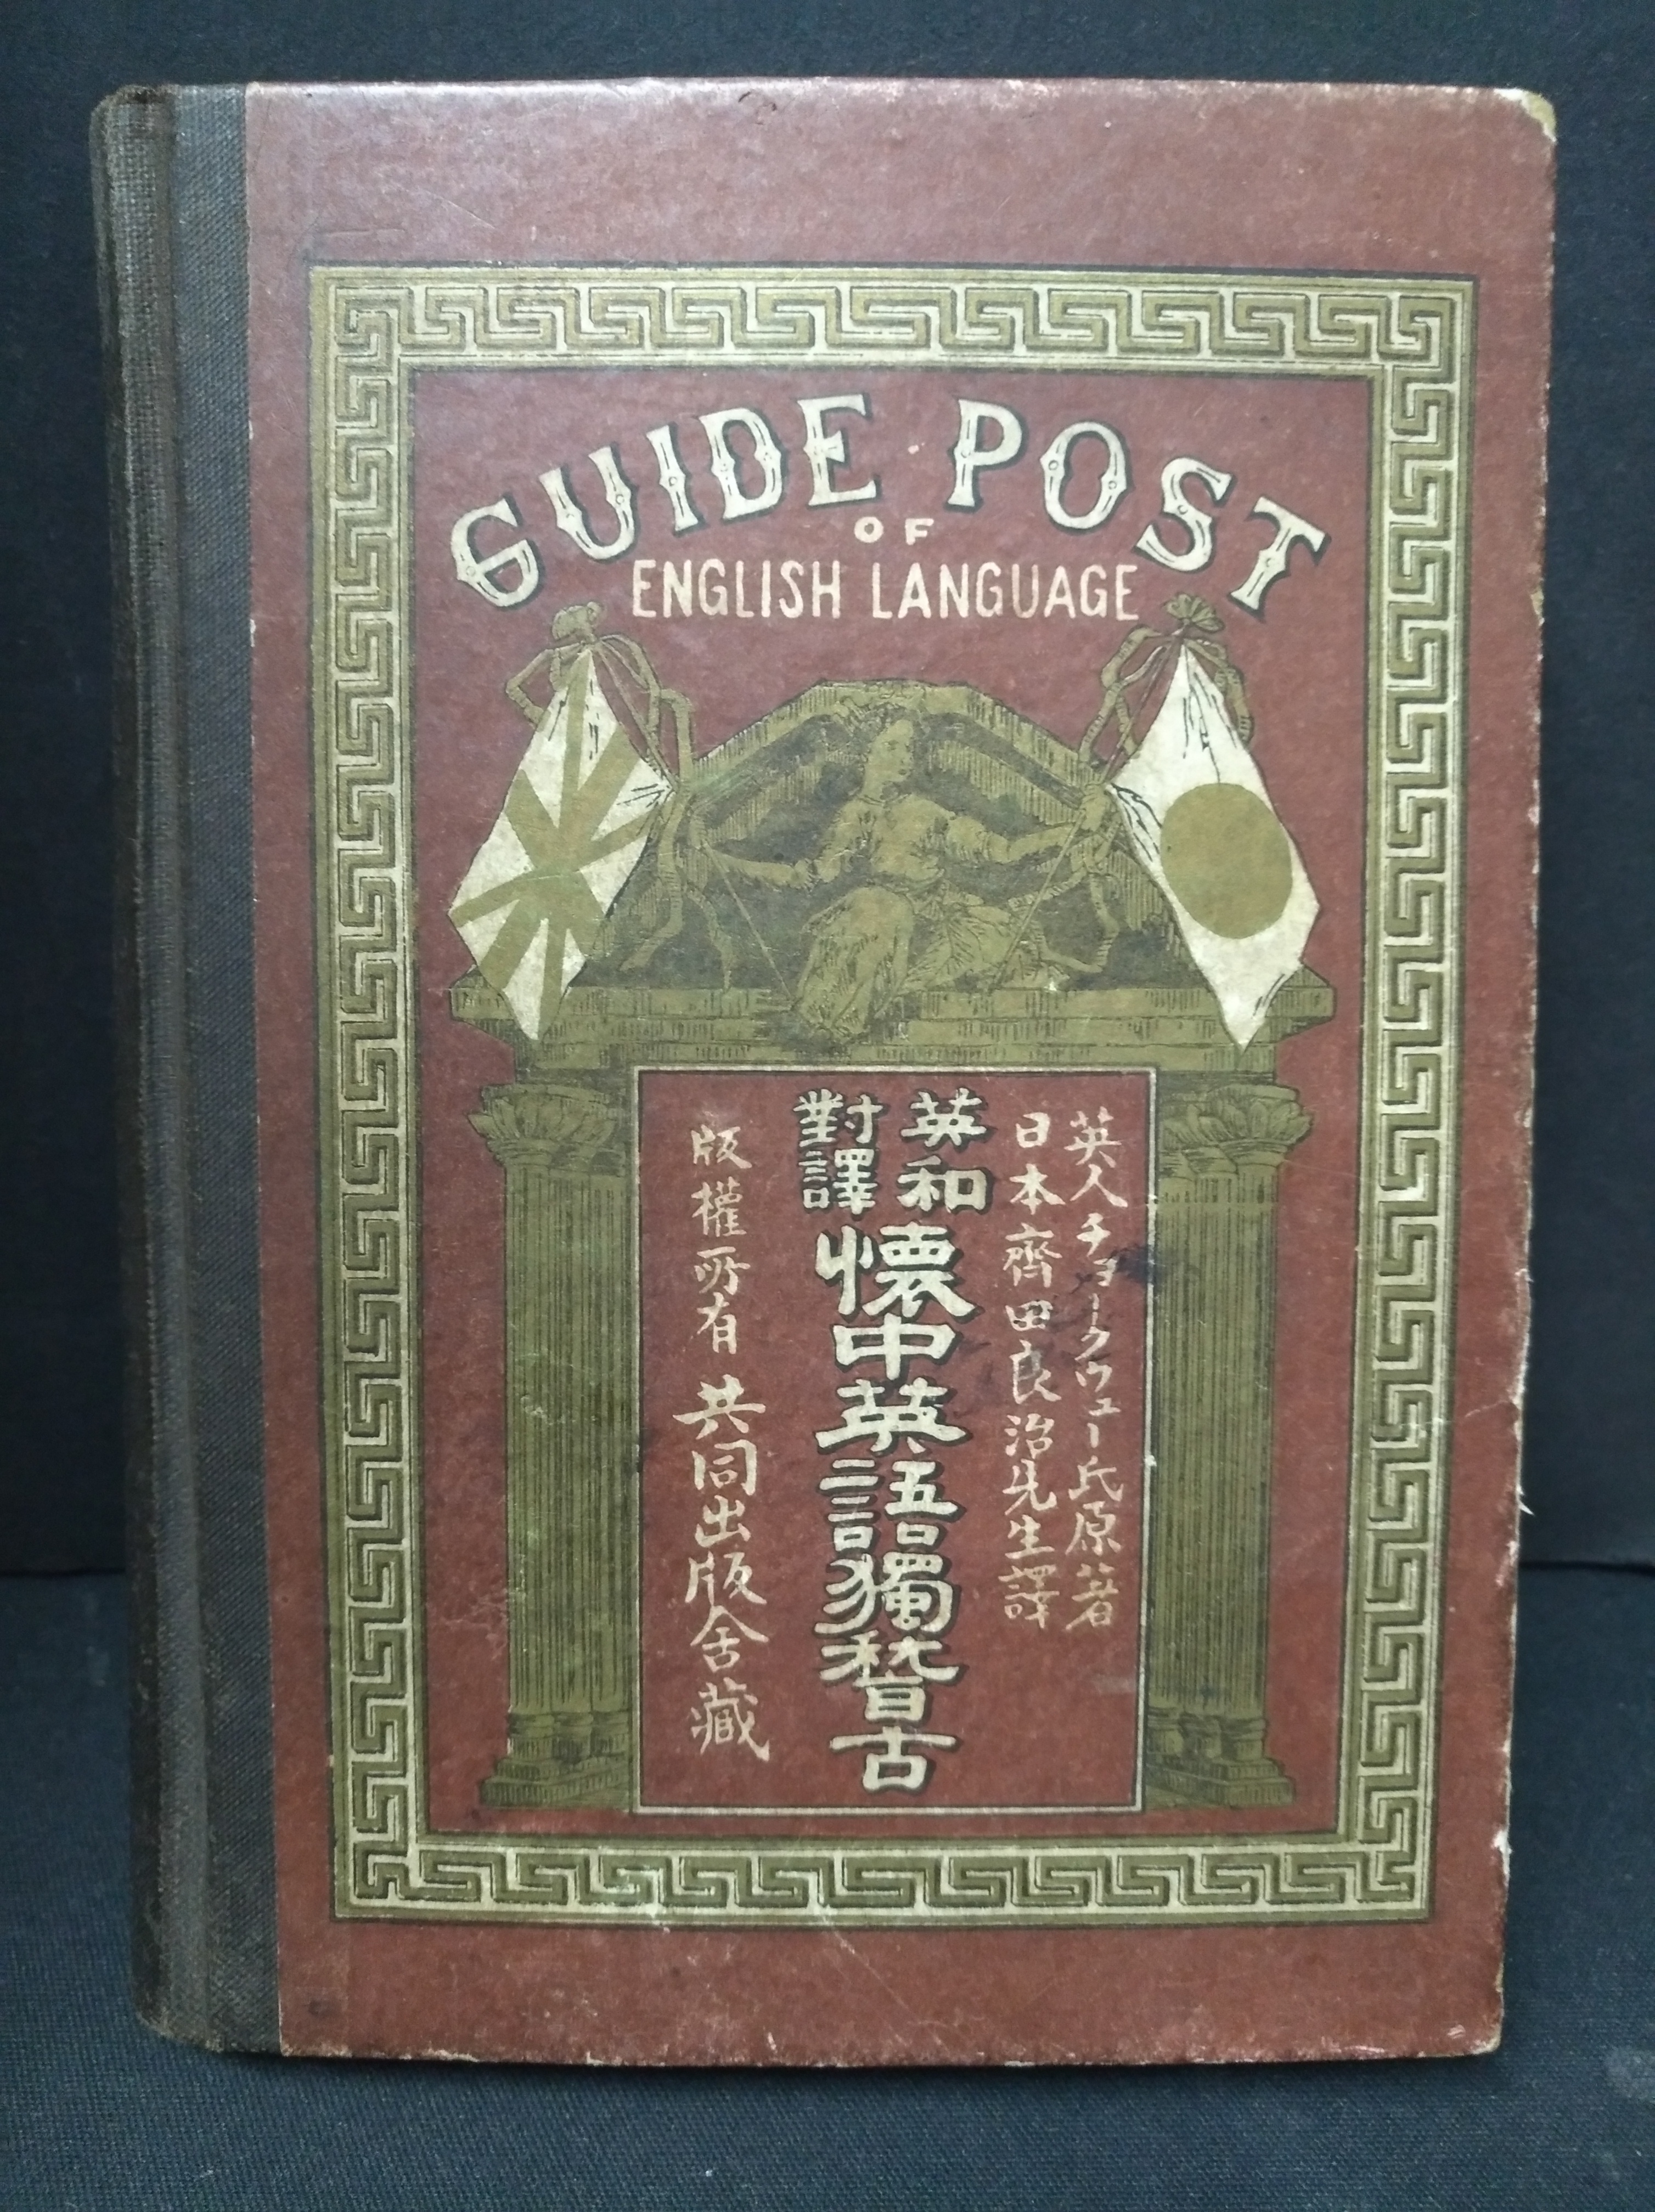 GUIDE POST
OF
ENGLISH LANGUAGE
英人チョークウェー氏原著
日本齊田良治先生譯
英和
對譯
懷中英語獨稽古
版權所有 共同出版舍藏